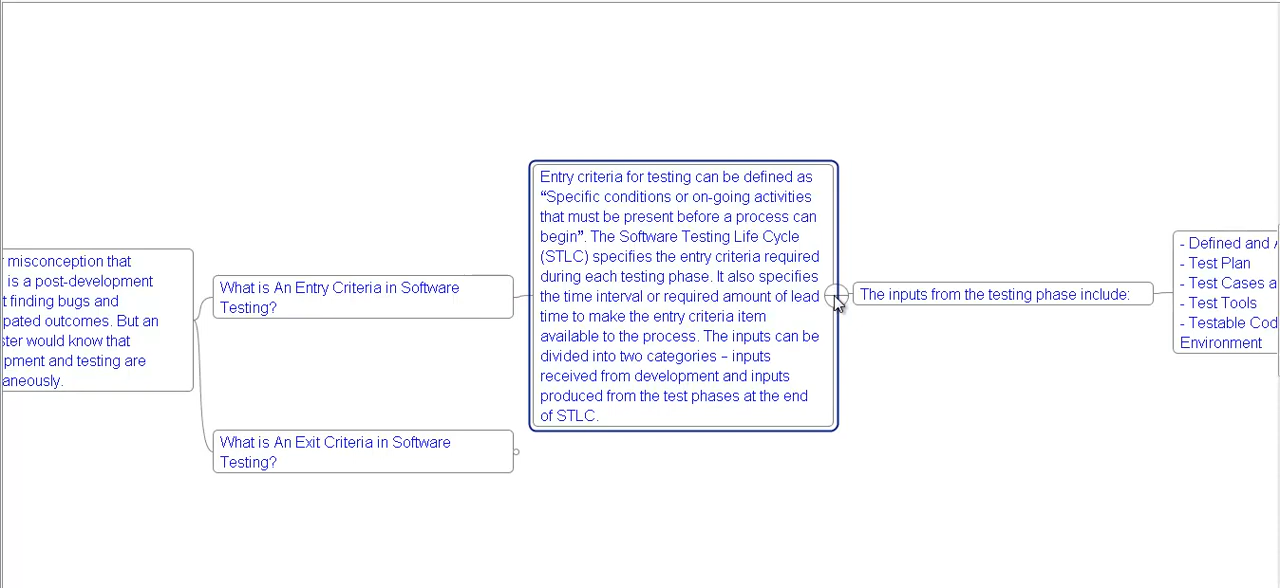 r misconception that
is a post-development
t finding bugs and
pated outcomes. But an
ster would know that
pment and testing are
aneously.
What is An Entry Criteria in Software
Testing?
What is An Exit Criteria in Software
Testing?
Entry criteria for testing can be defined as
“Specific conditions or on-going activities
that must be present before a process can
begin”. The Software Testing Life Cycle
(STLC) specifies the entry criteria required
during each testing phase. It also specifies
the time interval or required amount of lead
time to make the entry criteria item
available to the process. The inputs can be
divided into two categories – inputs
received from development and inputs
produced from the test phases at the end
of STLC.
The inputs from the testing phase include:
- Defined and A
- Test Plan
- Test Cases a
- Test Tools
- Testable Cod
Environment